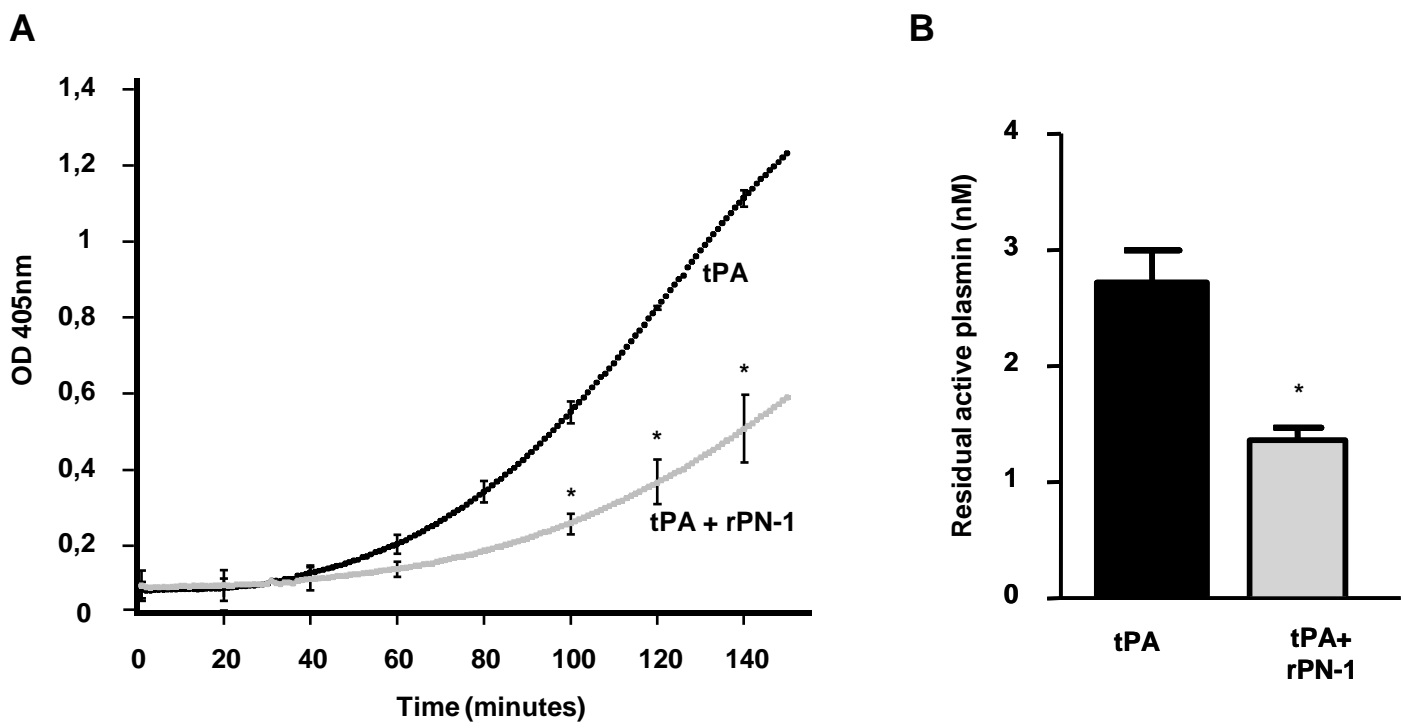 A
B
OD 405nm
1,4
1,2
1
0,8
0,6
0,4
0,2
0
tPA
*
*
*
tPA + rPN-1
0
20
40
60
80
100
120
140
Time (minutes)
Residual active plasmin (nM)
4
3
2
1
0
*
tPA
tPA+
rPN-1